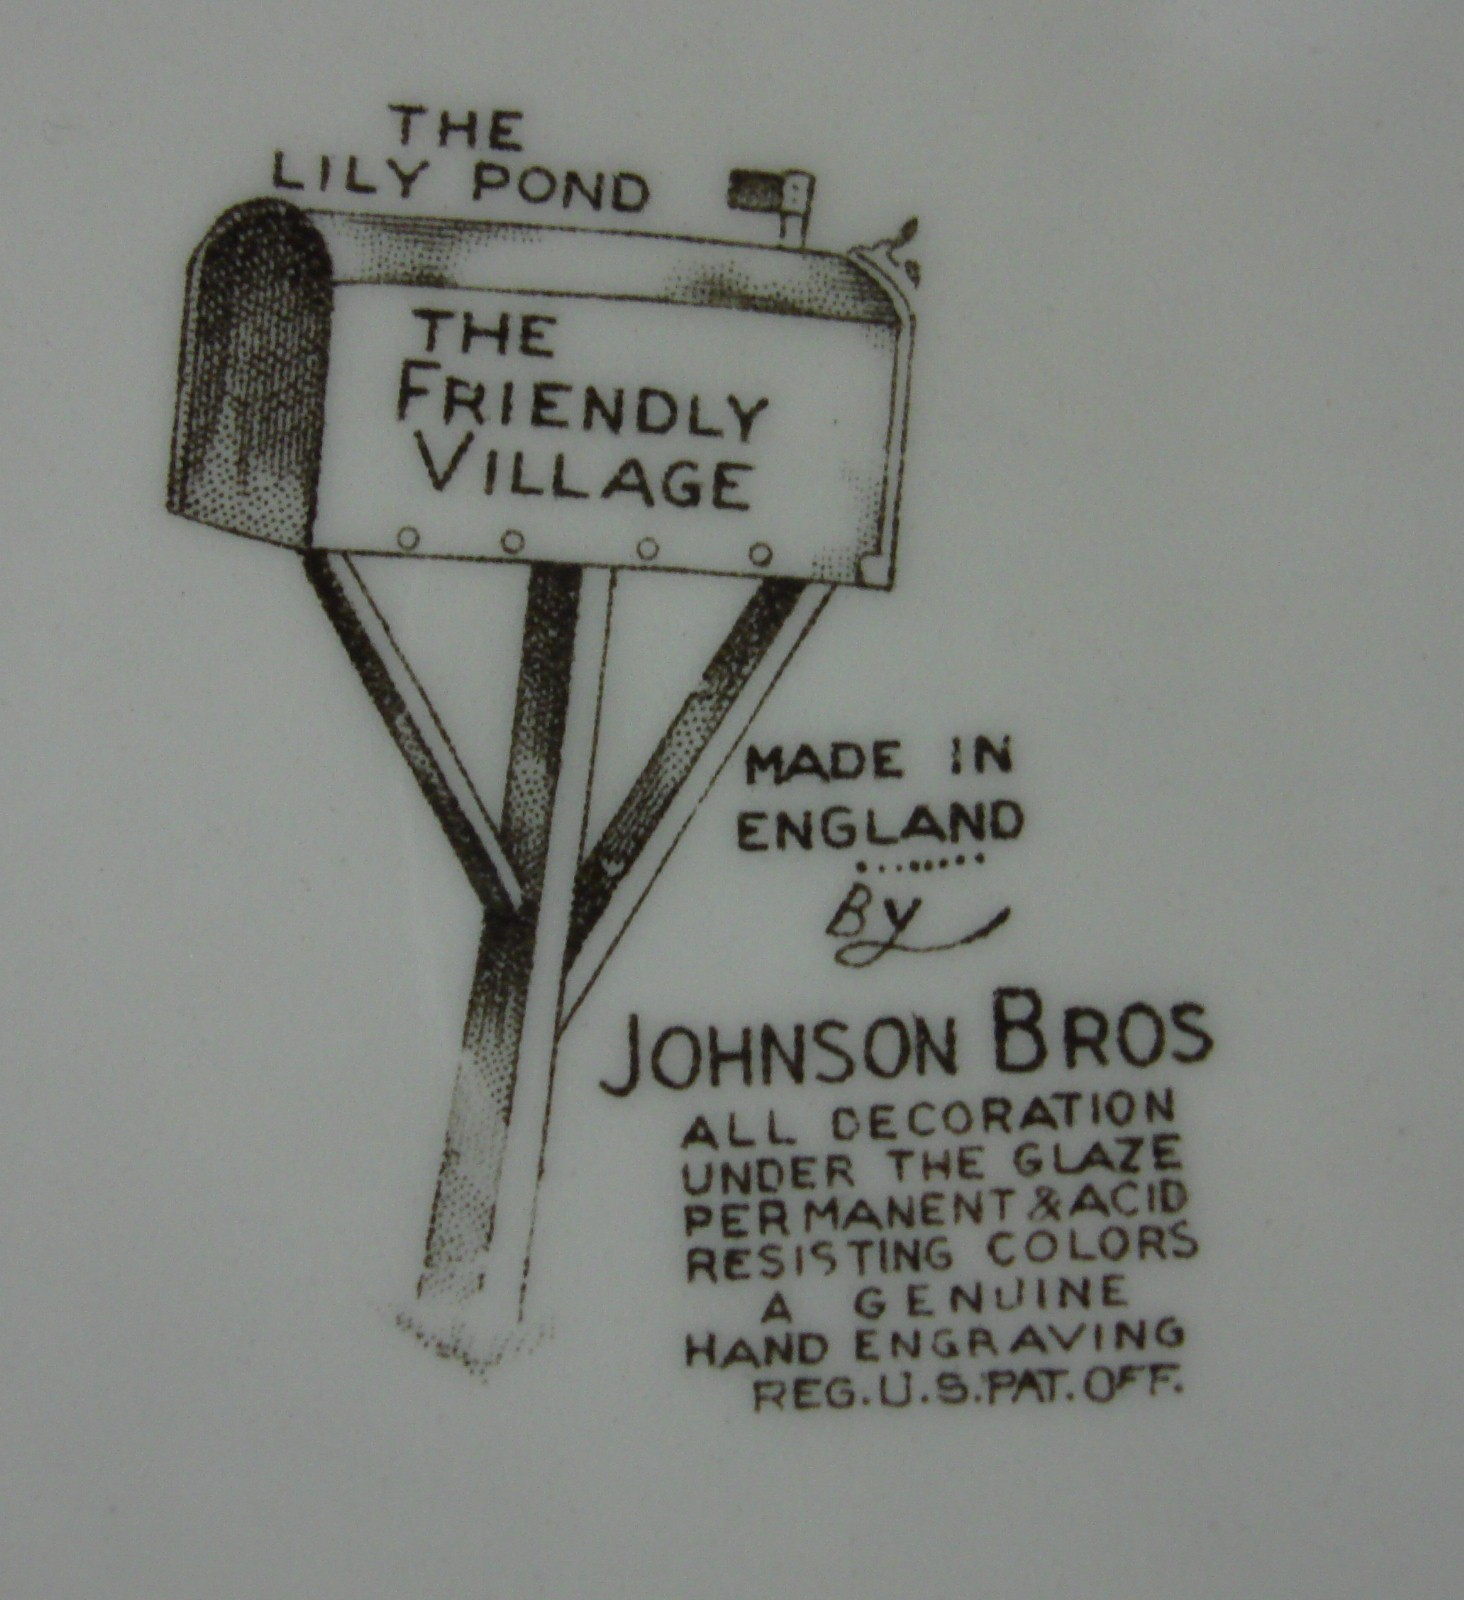 THE
LILY POND
THE
FRIENDLY
VILLAGE
MADE IN
ENGLAND
By
JOHNSON BROS
ALL DECORATION
UNDER THE GLAZE
PERMANENT & ACID
RESISTING COLORS
A GENUINE
HAND ENGRAVING
REG. U.S. PAT. OFF.